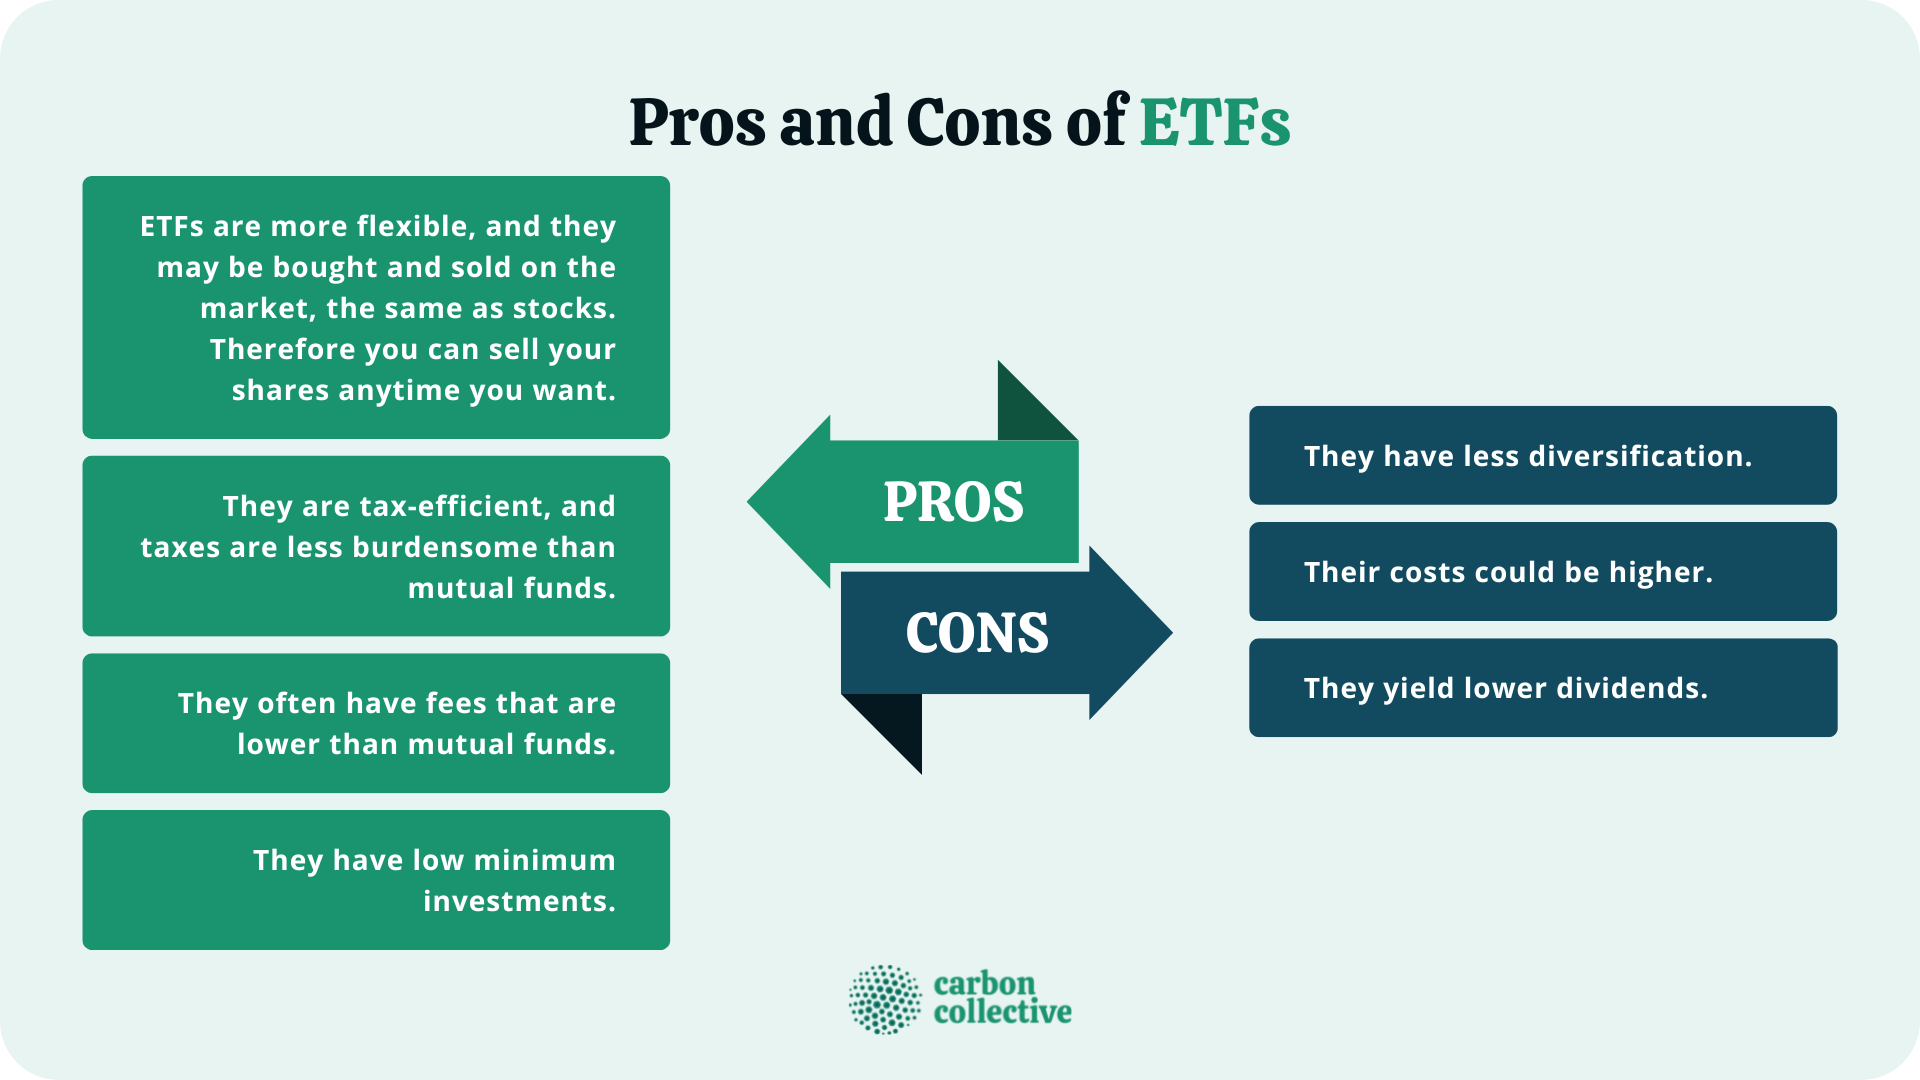 Pros and Cons of ETFs
ETFs are more flexible, and they
may be bought and sold on the
market, the same as stocks.
Therefore you can sell your
shares anytime you want.
They are tax-efficient, and
taxes are less burdensome than
mutual funds.
They often have fees that are
lower than mutual funds.
They have low minimum
investments.
PROS
CONS
They have less diversification.
Their costs could be higher.
They yield lower dividends.
carbon
collective